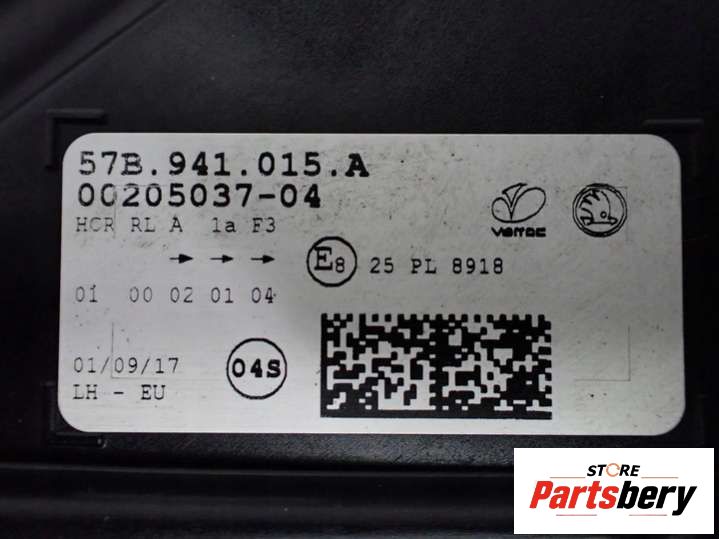 57B.941.015.A
00205037-04
HCR RL A 1a F3
E8 25 PL 8918
01 00 02 01 04
01/09/17
04S
LH - EU
STORE
Partsbery